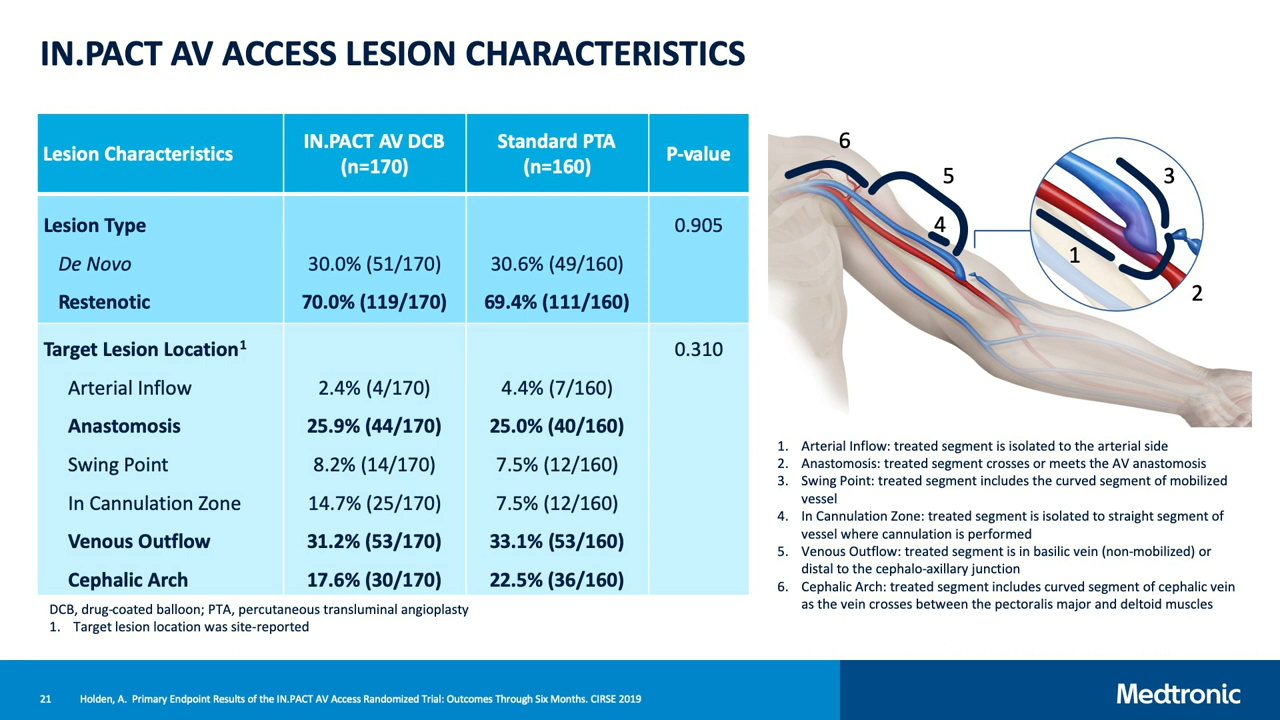 IN.PACT AV ACCESS LESION CHARACTERISTICS
Lesion Characteristics
IN.PACT AV DCB
(n=170)
Standard PTA
(n=160)
P-value
Lesion Type
0.905
De Novo
30.0% (51/170)
30.6% (49/160)
Restenotic
70.0% (119/170)
69.4% (111/160)
Target Lesion Location1
0.310
Arterial Inflow
2.4% (4/170)
4.4% (7/160)
Anastomosis
25.9% (44/170)
25.0% (40/160)
Swing Point
8.2% (14/170)
7.5% (12/160)
In Cannulation Zone
14.7% (25/170)
7.5% (12/160)
Venous Outflow
31.2% (53/170)
33.1% (53/160)
Cephalic Arch
17.6% (30/170)
22.5% (36/160)
DCB, drug-coated balloon; PTA, percutaneous transluminal angioplasty
1. Target lesion location was site-reported
6
5
4
3
1
2
1. Arterial Inflow: treated segment is isolated to the arterial side
2. Anastomosis: treated segment crosses or meets the AV anastomosis
3. Swing Point: treated segment includes the curved segment of mobilized
vessel
4. In Cannulation Zone: treated segment is isolated to straight segment of
vessel where cannulation is performed
5. Venous Outflow: treated segment is in basilic vein (non-mobilized) or
distal to the cephalo-axillary junction
6. Cephalic Arch: treated segment includes curved segment of cephalic vein
as the vein crosses between the pectoralis major and deltoid muscles
21
Holden, A. Primary Endpoint Results of the IN.PACT AV Access Randomized Trial: Outcomes Through Six Months. CIRSE 2019
Medtronic